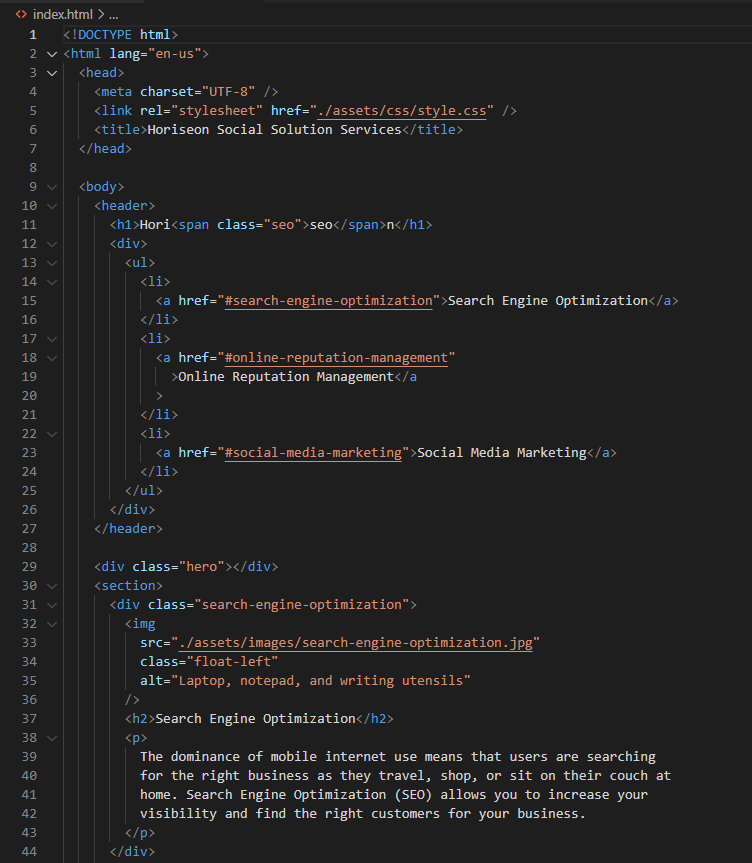 index.html > ...
1 <!DOCTYPE html>
2 <html lang="en-us">
3 <head>
4 <meta charset="UTF-8" />
5 <link rel="stylesheet" href="./assets/css/style.css" />
6 <title>Horiseon Social Solution Services</title>
7 </head>
8
9 <body>
10 <header>
11 <h1>Hori<span class="seo">seo</span>n</h1>
12 <div>
13 <ul>
14 <li>
15 <a href="#search-engine-optimization">Search Engine Optimization</a>
16 </li>
17 <li>
18 <a href="#online-reputation-management"
19 >Online Reputation Management</a
20 >
21 </li>
22 <li>
23 <a href="#social-media-marketing">Social Media Marketing</a>
24 </li>
25 </ul>
26 </div>
27 </header>
28
29 <div class="hero"></div>
30 <section>
31 <div class="search-engine-optimization">
32 <img
33 src="./assets/images/search-engine-optimization.jpg"
34 class="float-left"
35 alt="Laptop, notepad, and writing utensils"
36 />
37 <h2>Search Engine Optimization</h2>
38 <p>
39 The dominance of mobile internet use means that users are searching
40 for the right business as they travel, shop, or sit on their couch at
41 home. Search Engine Optimization (SEO) allows you to increase your
42 visibility and find the right customers for your business.
43 </p>
44 </div>